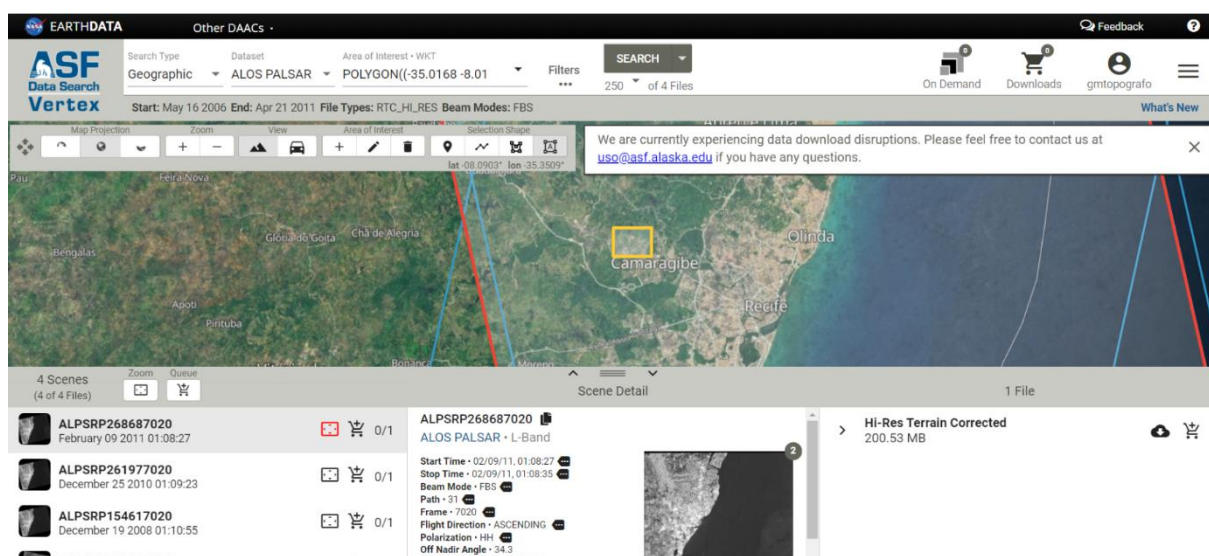 EARTHDATA Other DAACs Feedback ?
ASF Data Search Vertex
Search Type Dataset Area of Interest • WKT
Geographic ALOS PALSAR POLYGON((-35.0168 -8.01 Filters ••• SEARCH
250 of 4 Files
On Demand 0 Downloads 0 gmtopografo
Start: May 16 2006 End: Apr 21 2011 File Types: RTC_HI_RES Beam Modes: FBS What's New
Map Projection Zoom View Area of Interest Selection Shape
lat -08.0903° lon -35.3509°
We are currently experiencing data download disruptions. Please feel free to contact us at
uso@asf.alaska.edu if you have any questions.
Pau
Feira Nova
Glória do Goitá Chã de Alegria Olinda
Bengalas
Camaragibe
Apoti Recife
Pirituba
Bonança Moreno
4 Scenes
(4 of 4 Files)
Zoom Queue
Scene Detail
1 File
ALPSRP268687020
February 09 2011 01:08:27
0/1
ALPSRP261977020
December 25 2010 01:09:23
0/1
ALPSRP154617020
December 19 2008 01:10:55
0/1
ALPSRP268687020
ALOS PALSAR • L-Band
Start Time • 02/09/11, 01:08:27
Stop Time • 02/09/11, 01:08:35
Beam Mode • FBS
Path • 31
Frame • 7020
Flight Direction • ASCENDING
Polarization • HH
Off Nadir Angle • 34.3
2
Hi-Res Terrain Corrected
200.53 MB